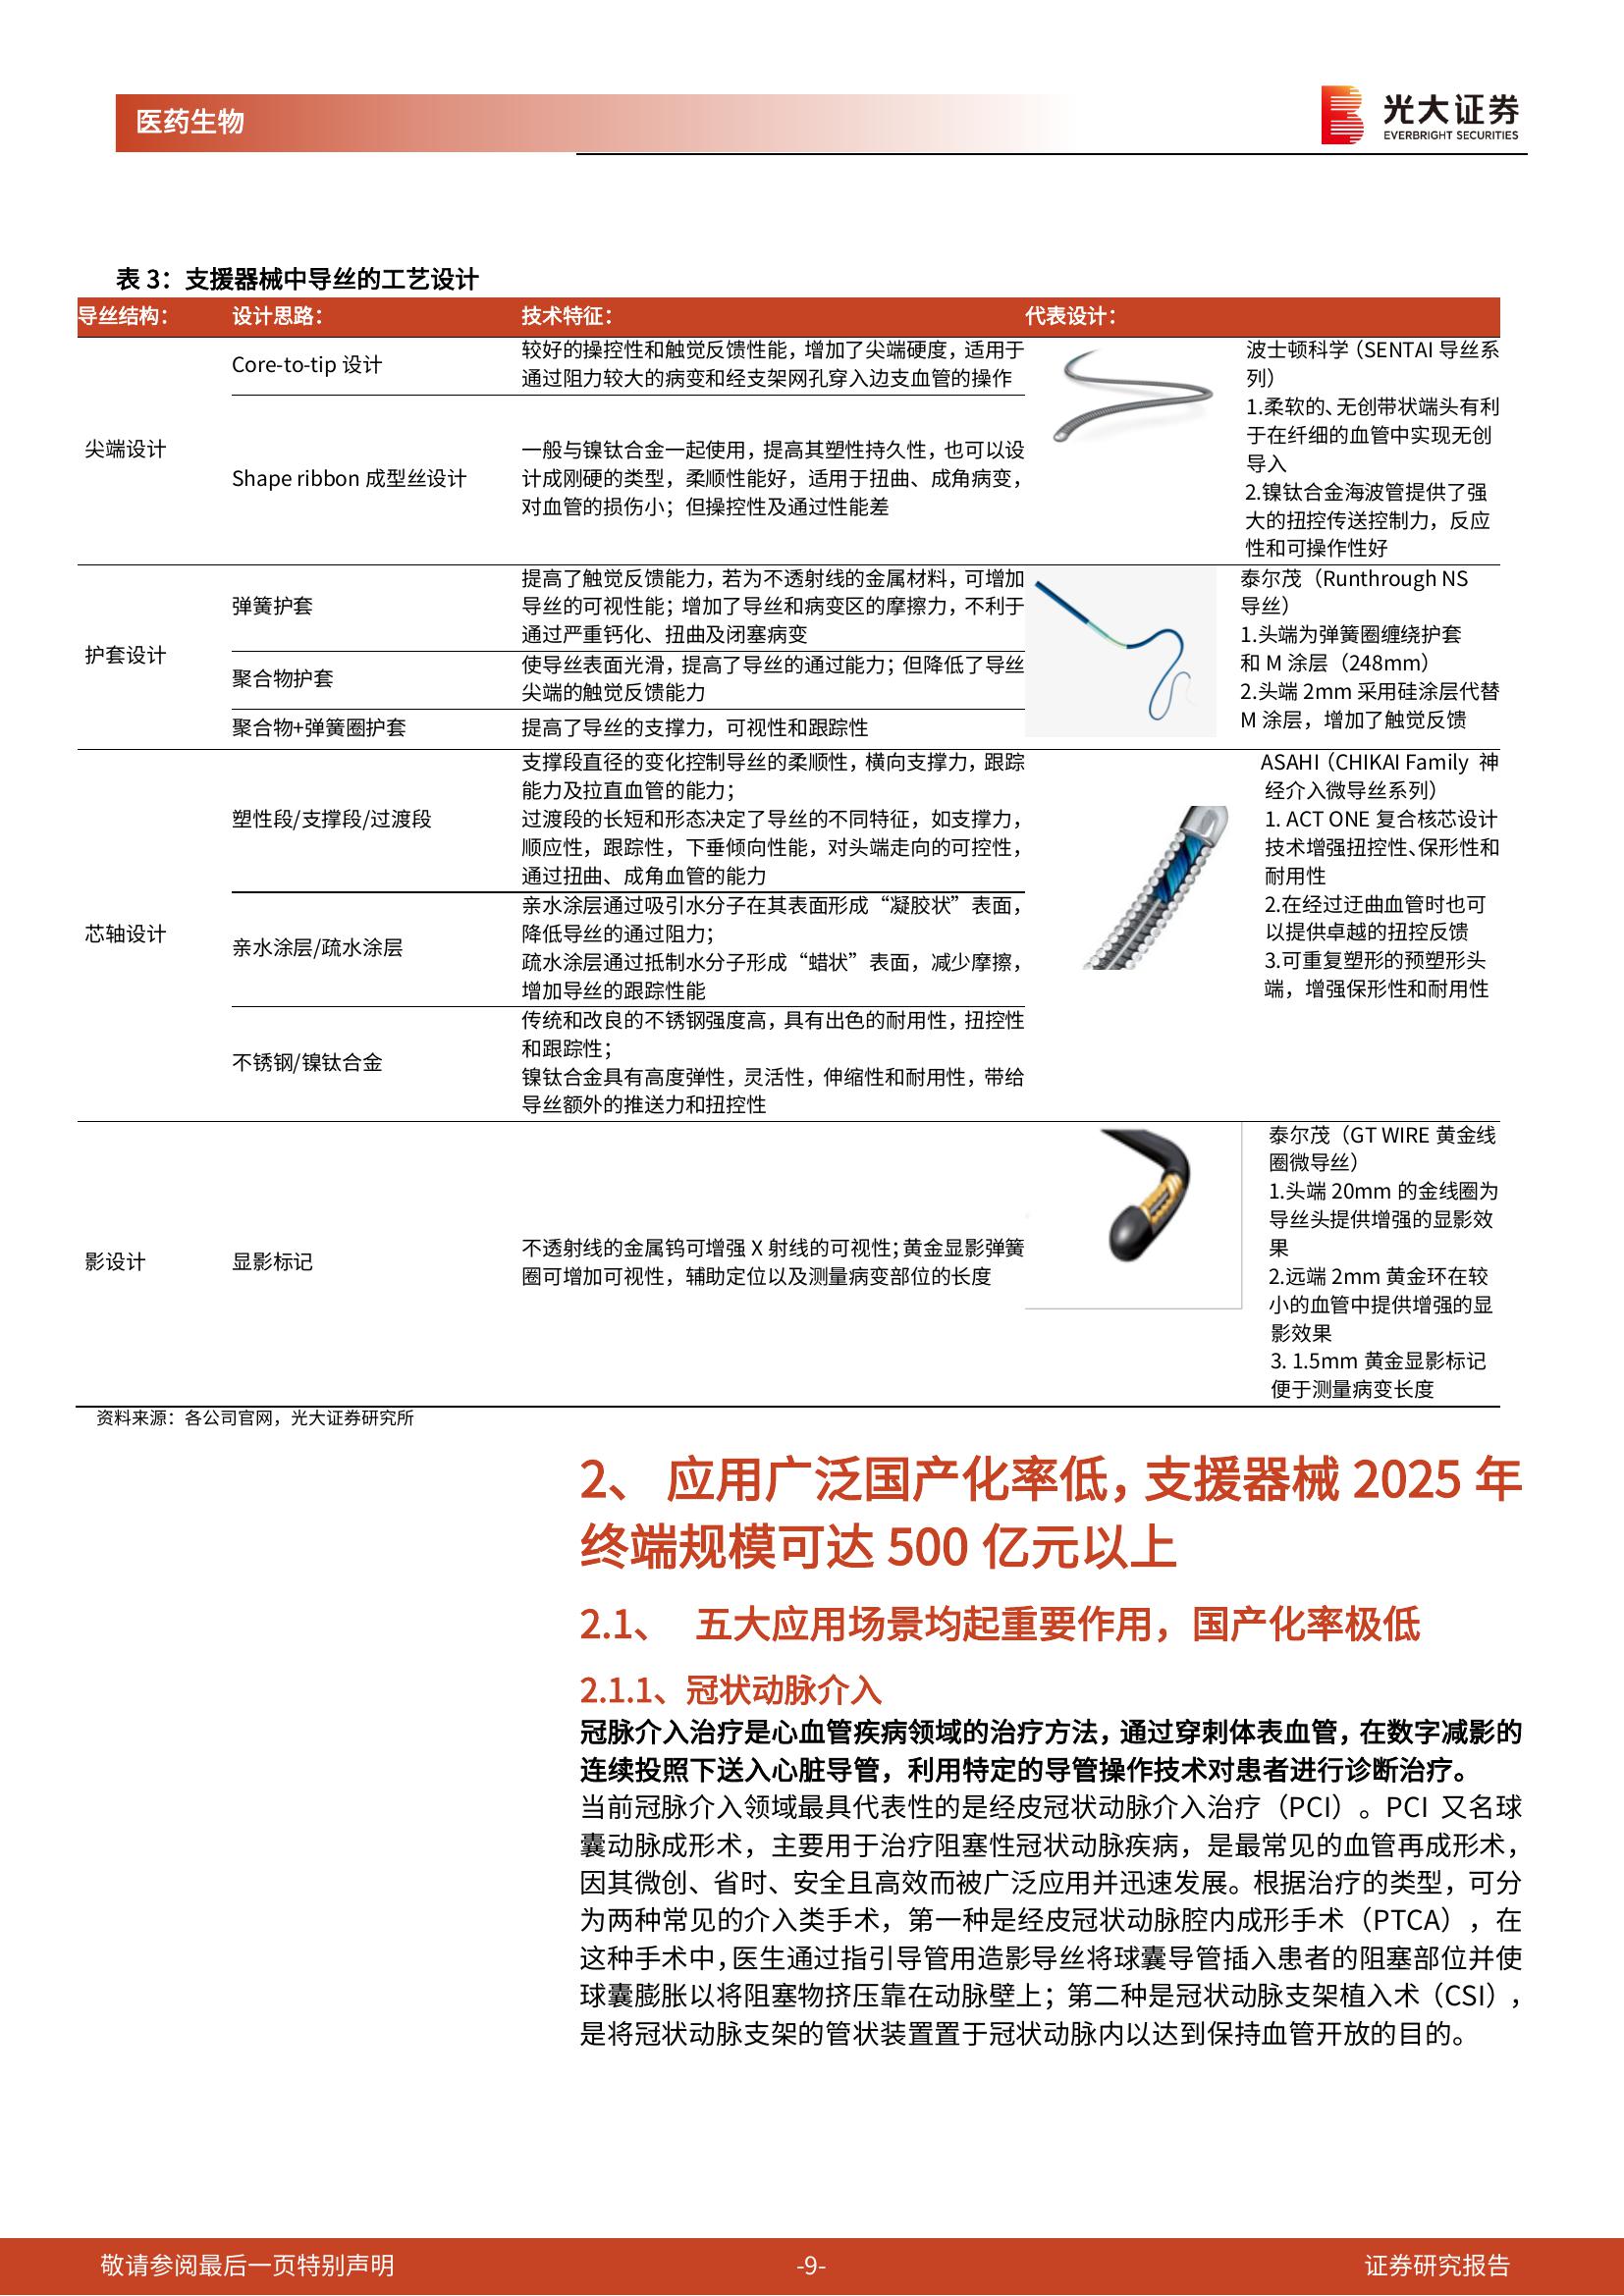 医药生物
光大证券
EVERBRIGHT SECURITIES
表 3：支援器械中导丝的工艺设计
导丝结构： 设计思路： 技术特征： 代表设计：
尖端设计
Core-to-tip 设计
较好的操控性和触觉反馈性能，增加了尖端硬度，适用于
通过阻力较大的病变和经支架网孔穿入边支血管的操作
Shape ribbon 成型丝设计
一般与镍钛合金一起使用，提高其塑性持久性，也可以设
计成刚硬的类型，柔顺性能好，适用于扭曲、成角病变，
对血管的损伤小；但操控性及通过性能差
波士顿科学（SENTAI 导丝系
列）
1.柔软的、无创带状端头有利
于在纤细的血管中实现无创
导入
2.镍钛合金海波管提供了强
大的扭控传送控制力，反应
性和可操作性好
护套设计
弹簧护套
提高了触觉反馈能力，若为不透射线的金属材料，可增加
导丝的可视性能；增加了导丝和病变区的摩擦力，不利于
通过严重钙化、扭曲及闭塞病变
聚合物护套
使导丝表面光滑，提高了导丝的通过能力；但降低了导丝
尖端的触觉反馈能力
聚合物+弹簧圈护套
提高了导丝的支撑力，可视性和跟踪性
泰尔茂（Runthrough NS
导丝）
1.头端为弹簧圈缠绕护套
和 M 涂层（248mm）
2.头端 2mm 采用硅涂层代替
M 涂层，增加了触觉反馈
芯轴设计
塑性段/支撑段/过渡段
支撑段直径的变化控制导丝的柔顺性，横向支撑力，跟踪
能力及拉直血管的能力；
过渡段的长短和形态决定了导丝的不同特征，如支撑力，
顺应性，跟踪性，下垂倾向性能，对头端走向的可控性，
通过扭曲、成角血管的能力
亲水涂层/疏水涂层
亲水涂层通过吸引水分子在其表面形成“凝胶状”表面，
降低导丝的通过阻力；
疏水涂层通过抵制水分子形成“蜡状”表面，减少摩擦，
增加导丝的跟踪性能
不锈钢/镍钛合金
传统和改良的不锈钢强度高，具有出色的耐用性，扭控性
和跟踪性；
镍钛合金具有高度弹性，灵活性，伸缩性和耐用性，带给
导丝额外的推送力和扭控性
ASAHI（CHIKAI Family 神
经介入微导丝系列）
1. ACT ONE 复合核芯设计
技术增强扭控性、保形性和
耐用性
2.在经过迂曲血管时也可
以提供卓越的扭控反馈
3.可重复塑形的预塑形头
端，增强保形性和耐用性
影设计
显影标记
不透射线的金属钨可增强 X 射线的可视性；黄金显影弹簧
圈可增加可视性，辅助定位以及测量病变部位的长度
泰尔茂（GT WIRE 黄金线
圈微导丝）
1.头端 20mm 的金线圈为
导丝头提供增强的显影效
果
2.远端 2mm 黄金环在较
小的血管中提供增强的显
影效果
3. 1.5mm 黄金显影标记
便于测量病变长度
资料来源：各公司官网，光大证券研究所
2、 应用广泛国产化率低，支援器械 2025 年
终端规模可达 500 亿元以上
2.1、 五大应用场景均起重要作用，国产化率极低
2.1.1、冠状动脉介入
冠脉介入治疗是心血管疾病领域的治疗方法，通过穿刺体表血管，在数字减影的
连续投照下送入心脏导管，利用特定的导管操作技术对患者进行诊断治疗。
当前冠脉介入领域最具代表性的是经皮冠状动脉介入治疗（PCI）。PCI 又名球
囊动脉成形术，主要用于治疗阻塞性冠状动脉疾病，是最常见的血管再成形术，
因其微创、省时、安全且高效而被广泛应用并迅速发展。根据治疗的类型，可分
为两种常见的介入类手术，第一种是经皮冠状动脉腔内成形手术（PTCA），在
这种手术中，医生通过指引导管用造影导丝将球囊导管插入患者的阻塞部位并使
球囊膨胀以将阻塞物挤压靠在动脉壁上；第二种是冠状动脉支架植入术（CSI），
是将冠状动脉支架的管状装置置于冠状动脉内以达到保持血管开放的目的。
敬请参阅最后一页特别声明 -9- 证券研究报告